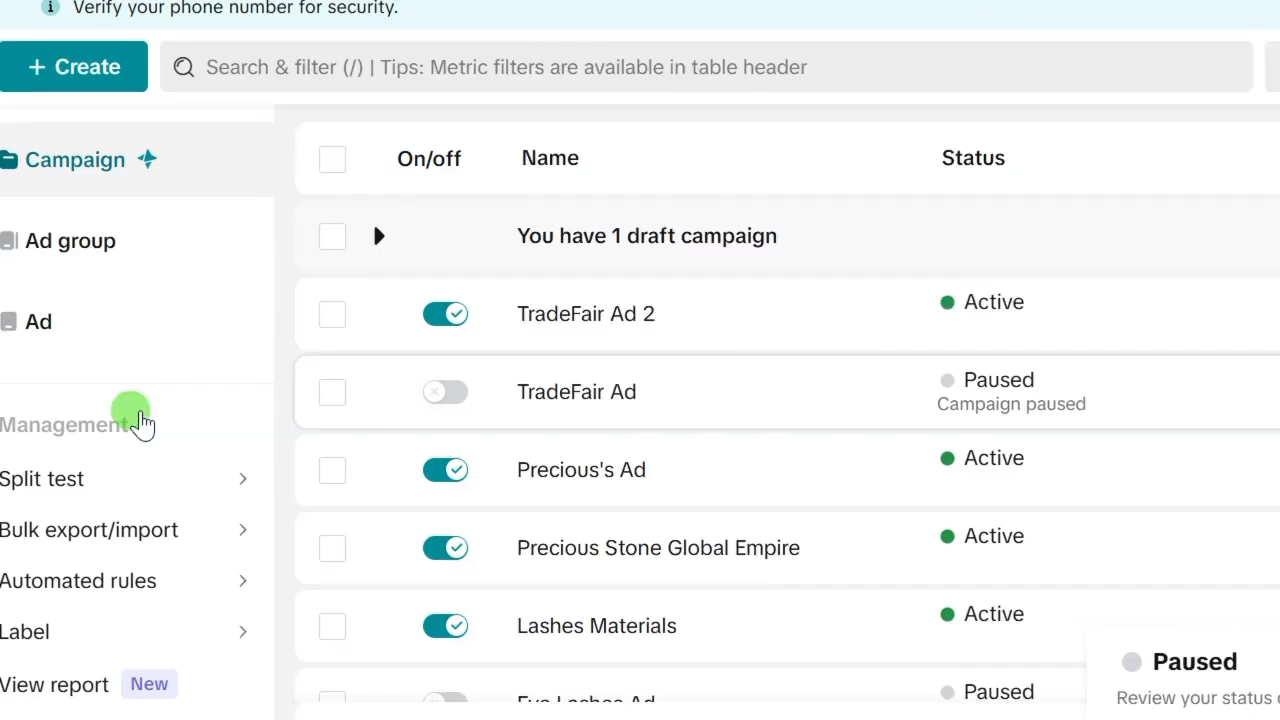 Verify your phone number for security.
+ Create
Search & filter (/) | Tips: Metric filters are available in table header
Campaign
On/off
Name
Status
Ad group
You have 1 draft campaign
Ad
TradeFair Ad 2
Active
TradeFair Ad
Paused
Campaign paused
Management
Split test
Precious's Ad
Active
Bulk export/import
Precious Stone Global Empire
Active
Automated rules
Label
Lashes Materials
Active
View report New
Paused
Paused
Review your status